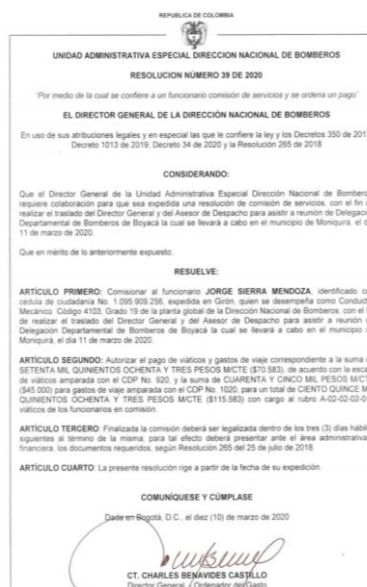 REPUBLICA DE COLOMBIA
UNIDAD ADMINISTRATIVA ESPECIAL DIRECCION NACIONAL DE BOMBEROS
RESOLUCION NÚMERO 39 DE 2020
"Por medio de la cual se confiere a un funcionario comisión de servicios y se ordena un pago"
EL DIRECTOR GENERAL DE LA DIRECCIÓN NACIONAL DE BOMBEROS
En uso de sus atribuciones legales y en especial las que le confiere la ley y los Decretos 350 de 201
Decreto 1013 de 2019, Decreto 34 de 2020 y la Resolución 265 de 2018
CONSIDERANDO:
Que el Director General de la Unidad Administrativa Especial Dirección Nacional de Bombero
requiere colaboración para que sea expedida una resolución de comisión de servicios, con el fin
realizar el traslado del Director General y del Asesor de Despacho para asistir a reunión de Delegaci
Departamental de Bomberos de Boyacá la cual se llevará a cabo en el municipio de Moniquirá, el d
11 de marzo de 2020.
Que en mérito de lo anteriormente expuesto:
RESUELVE:
ARTÍCULO PRIMERO: Comisionar al funcionario JORGE SIERRA MENDOZA, identificado co
cédula de ciudadanía No. 1.095.909.256, expedida en Girón, quien se desempeña como Conduct
Mecánico Código 4103, Grado 19 de la planta global de la Dirección Nacional de Bomberos, con el
de realizar el traslado del Director General y del Asesor de Despacho para asistir a reunión
Delegación Departamental de Bomberos de Boyacá la cual se llevará a cabo en el municipio
Moniquirá, el día 11 de marzo de 2020.
ARTÍCULO SEGUNDO: Autorizar el pago de viáticos y gastos de viaje correspondiente a la suma
SETENTA MIL QUINIENTOS OCHENTA Y TRES PESOS M/CTE ($70.583), de acuerdo con la esca
de viáticos amparada con el CDP No. 920, y la suma de CUARENTA Y CINCO MIL PESOS M/CT
($45.000) para gastos de viaje amparada con el CDP No. 1020, para un total de CIENTO QUINCE M
QUINIENTOS OCHENTA Y TRES PESOS M/CTE ($115.583) con cargo al rubro A-02-02-02-0
viáticos de los funcionarios en comisión.
ARTÍCULO TERCERO: Finalizada la comisión deberá ser legalizada dentro de los tres (3) días hábil
siguientes al término de la misma; para tal efecto deberá presentar ante el área administrativa
financiera, los documentos requeridos, según Resolución 265 del 25 de julio de 2018.
ARTÍCULO CUARTO: La presente resolución rige a partir de la fecha de su expedición.
COMUNÍQUESE Y CÚMPLASE
Dada en Bogotá, D.C., el diez (10) de marzo de 2020
CT. CHARLES BENAVIDES CASTILLO
Director General / Ordenador del Gasto